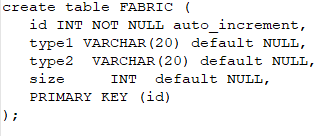 create table FABRIC (
   id INT NOT NULL auto_increment,
   type1 VARCHAR(20) default NULL,
   type2  VARCHAR(20) default NULL,
   size     INT  default NULL,
   PRIMARY KEY (id)
);